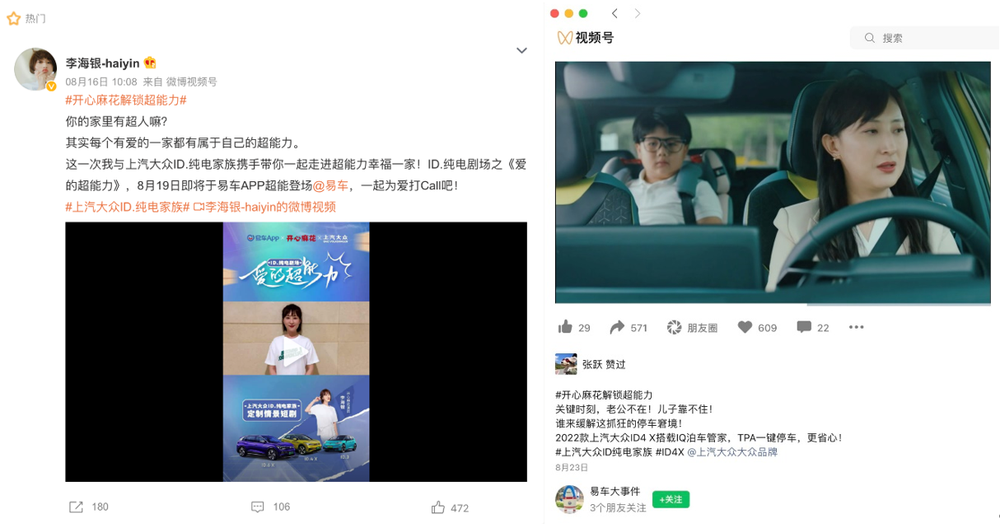 热门
李海银-haiyin
08月16日 10:08 来自 微博视频号
#开心麻花解锁超能力#
你的家里有超人嘛?
其实每个有爱的一家都有属于自己的超能力。
这一次我与上汽大众ID.纯电家族携手带你一起走进超能力幸福一家！ID.纯电剧场之《爱
的超能力》，8月19日即将于易车APP超能登场@易车，一起为爱打Call吧！
#上汽大众ID.纯电家族# 李海银-haiyin的微博视频
易车App × 开心麻花 × 上汽大众
·ID.纯电剧场·
爱的超能力
·上汽大众ID.纯电家族·
定制情景短剧
李海银
ID.4 X
ID.3
180
106
472
视频号
搜索
29
571
朋友圈
609
22
张跃 赞过
#开心麻花解锁超能力
关键时刻，老公不在！儿子靠不住！
谁来缓解这抓狂的停车窘境！
2022款上汽大众ID4 X搭载IQ泊车管家，TPA一键停车，更省心！
#上汽大众ID纯电家族 #ID4X @上汽大众大众品牌
8月23日
易车大事件
3个朋友关注
+关注